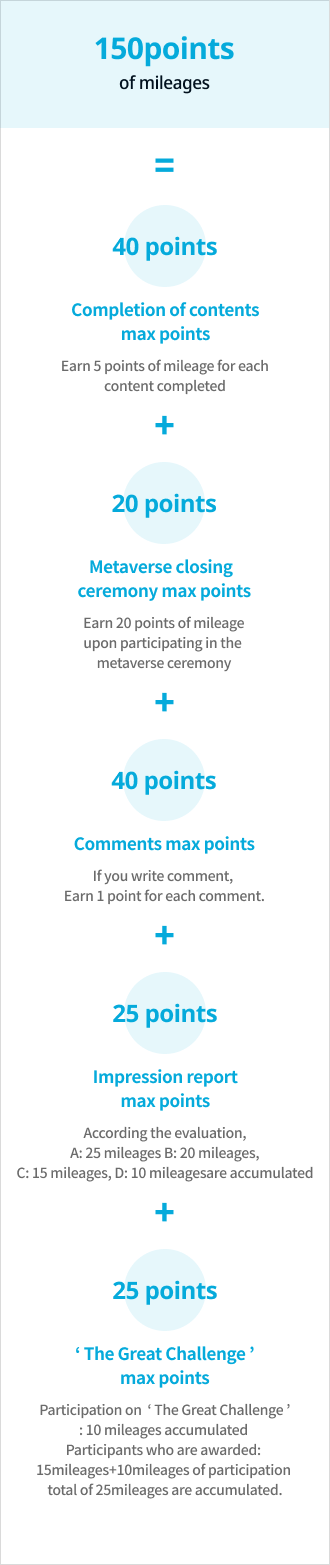 150points
of mileages
=
40 points
Completion of contents
max points
Earn 5 points of mileage for each
content completed
+
20 points
Metaverse closing
ceremony max points
Earn 20 points of mileage
upon participating in the
metaverse ceremony
+
40 points
Comments max points
If you write comment,
Earn 1 point for each comment.
+
25 points
Impression report
max points
According the evaluation,
A: 25 mileages B: 20 mileages,
C: 15 mileages, D: 10 mileagesare accumulated
+
25 points
‘ The Great Challenge ’
max points
Participation on ‘ The Great Challenge ’
: 10 mileages accumulated
Participants who are awarded:
15mileages+10mileages of participation
total of 25mileages are accumulated.